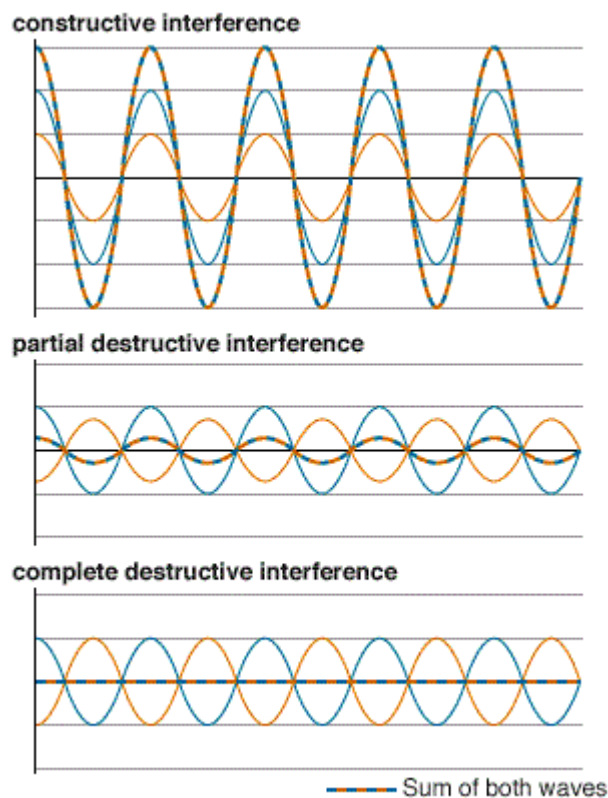 constructive interference
partial destructive interference
complete destructive interference
Sum of both waves